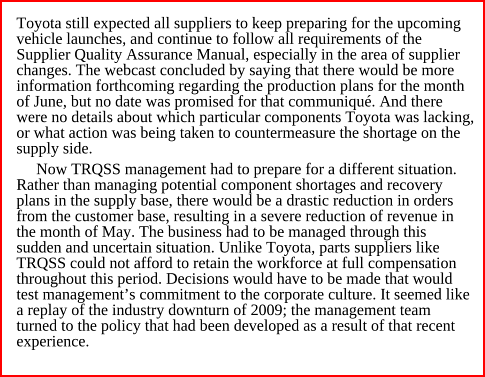 Toyota still expected all suppliers to keep preparing for the upcoming
vehicle launches, and continue to follow all requirements of the
Supplier Quality Assurance Manual, especially in the area of supplier
changes. The webcast concluded by saying that there would be more
information forthcoming regarding the production plans for the month
of June, but no date was promised for that communiqué. And there
were no details about which particular components Toyota was lacking,
or what action was being taken to countermeasure the shortage on the
supply side.
Now TRQSS management had to prepare for a different situation.
Rather than managing potential component shortages and recovery
plans in the supply base, there would be a drastic reduction in orders
from the customer base, resulting in a severe reduction of revenue in
the month of May. The business had to be managed through this
sudden and uncertain situation. Unlike Toyota, parts suppliers like
TRQSS could not afford to retain the workforce at full compensation
throughout this period. Decisions would have to be made that would
test management’s commitment to the corporate culture. It seemed like
a replay of the industry downturn of 2009; the management team
turned to the policy that had been developed as a result of that recent
experience.